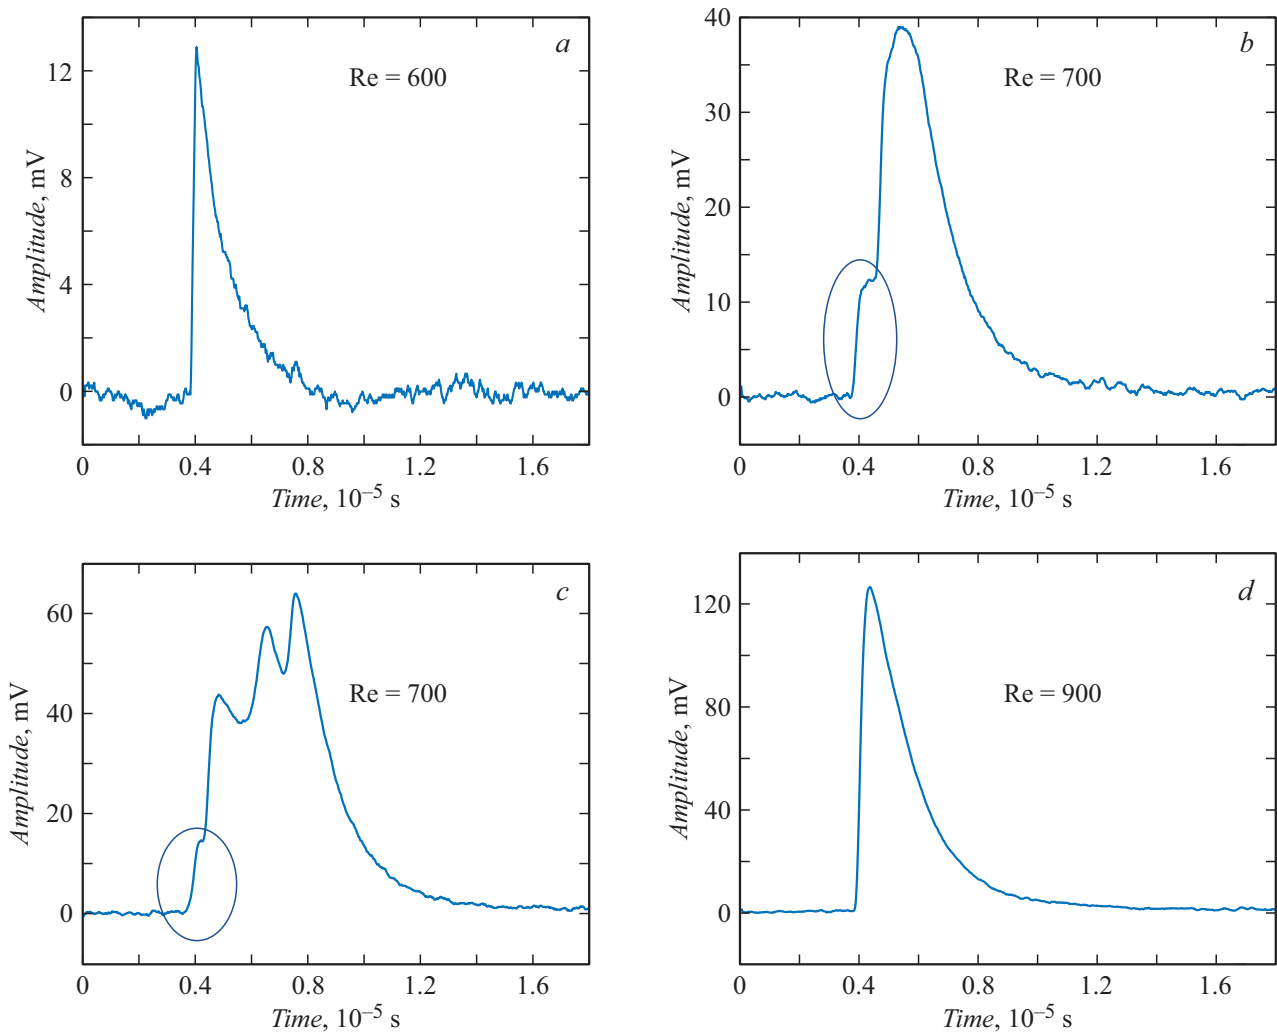 a
Re = 600
12
8
4
0
Amplitude, mV
0 0.4 0.8 1.2 1.6
Time, 10⁻⁵ s
b
Re = 700
40
30
20
10
0
Amplitude, mV
0 0.4 0.8 1.2 1.6
Time, 10⁻⁵ s
c
Re = 700
60
40
20
0
Amplitude, mV
0 0.4 0.8 1.2 1.6
Time, 10⁻⁵ s
d
Re = 900
120
80
40
0
Amplitude, mV
0 0.4 0.8 1.2 1.6
Time, 10⁻⁵ s